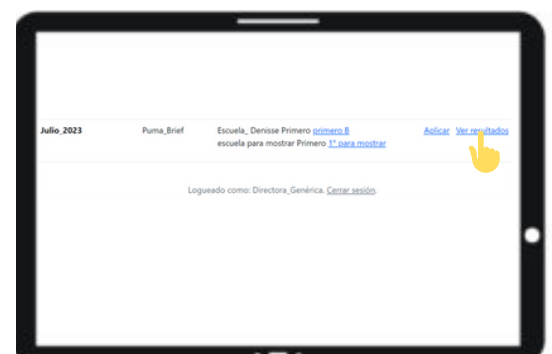 Julio_2023 Puma_Brief Escuela_ Denisse Primero primero B Aplicar Ver resultados
escuela para mostrar Primero 1° para mostrar
Logueado como: Directora_Genérica. Cerrar sesión.